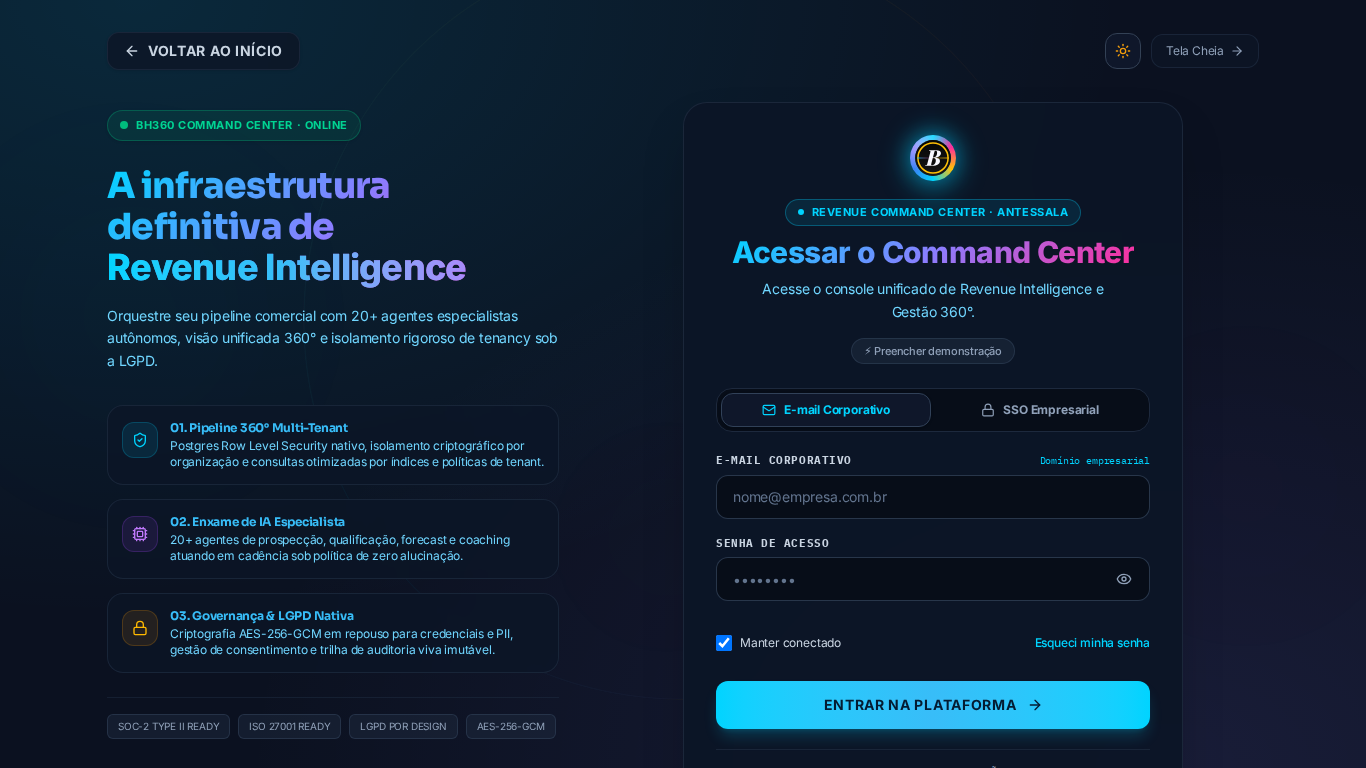 VOLTAR AO INÍCIO
Tela Cheia
BH360 COMMAND CENTER · ONLINE
A infraestrutura
definitiva de
Revenue Intelligence
Orquestre seu pipeline comercial com 20+ agentes especialistas
autônomos, visão unificada 360° e isolamento rigoroso de tenancy sob
a LGPD.
01. Pipeline 360º Multi-Tenant
Postgres Row Level Security nativo, isolamento criptográfico por
organização e consultas otimizadas por índices e políticas de tenant.
02. Enxame de IA Especialista
20+ agentes de prospecção, qualificação, forecast e coaching
atuando em cadência sob política de zero alucinação.
03. Governança & LGPD Nativa
Criptografia AES-256-GCM em repouso para credenciais e PII,
gestão de consentimento e trilha de auditoria viva imutável.
SOC-2 TYPE II READY
ISO 27001 READY
LGPD POR DESIGN
AES-256-GCM
B
REVENUE COMMAND CENTER · ANTESSALA
Acessar o Command Center
Acesse o console unificado de Revenue Intelligence e
Gestão 360°.
⚡ Preencher demonstração
E-mail Corporativo
SSO Empresarial
E-MAIL CORPORATIVO
Domínio empresarial
nome@empresa.com.br
SENHA DE ACESSO
••••••••
Manter conectado
Esqueci minha senha
ENTRAR NA PLATAFORMA